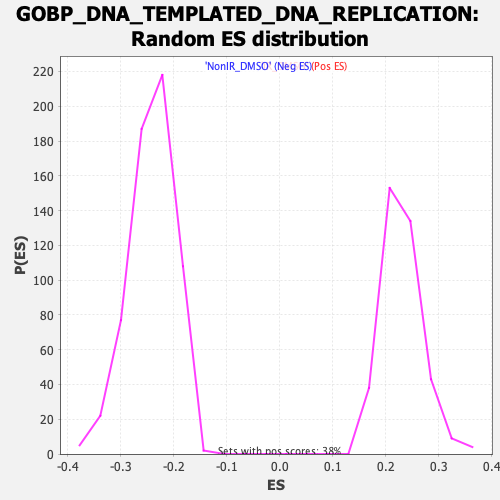 GOBP_DNA_TEMPLATED_DNA_REPLICATION:
Random ES distribution
'NonIR_DMSO' (Neg ES)(Pos ES)
220
200
180
160
140
120
100
80
60
40
20
0
P(ES)
Sets with pos scores: 38%
-0.4 -0.3 -0.2 -0.1 0.0 0.1 0.2 0.3 0.4
ES